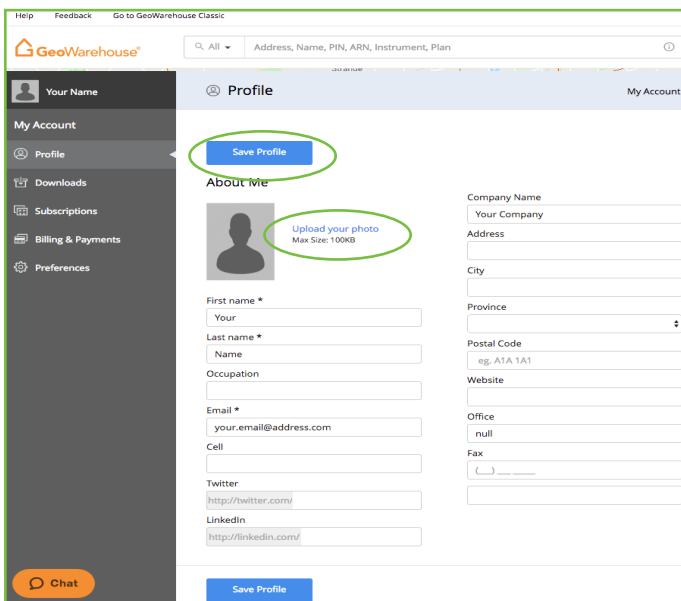 Help Feedback Go to GeoWarehouse Classic
GeoWarehouse®
All Address, Name, PIN, ARN, Instrument, Plan
Your Name
Profile
My Account
My Account
Profile
Downloads
Subscriptions
Billing & Payments
Preferences
Save Profile
About Me
Upload your photo
Max Size: 100KB
First name *
Your
Last name *
Name
Occupation
Email *
your.email@address.com
Cell
Twitter
http://twitter.com/
LinkedIn
http://linkedin.com/
Company Name
Your Company
Address
City
Province
Postal Code
eg. A1A 1A1
Website
Office
null
Fax
(__) ___ ____
Chat
Save Profile